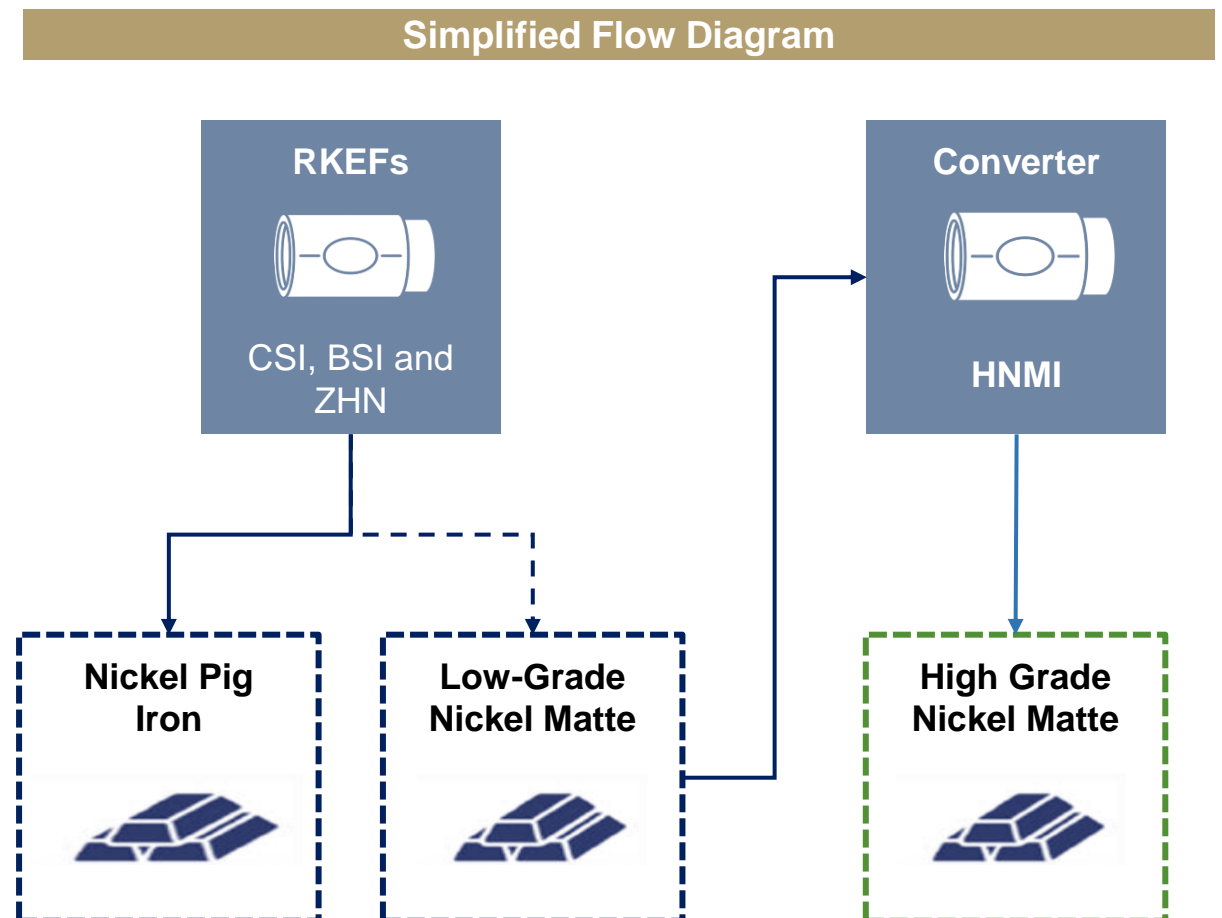 Simplified Flow Diagram
RKEFs
CSI, BSI and
ZHN
Converter
HNMI
Nickel Pig
Iron
Low-Grade
Nickel Matte
High Grade
Nickel Matte